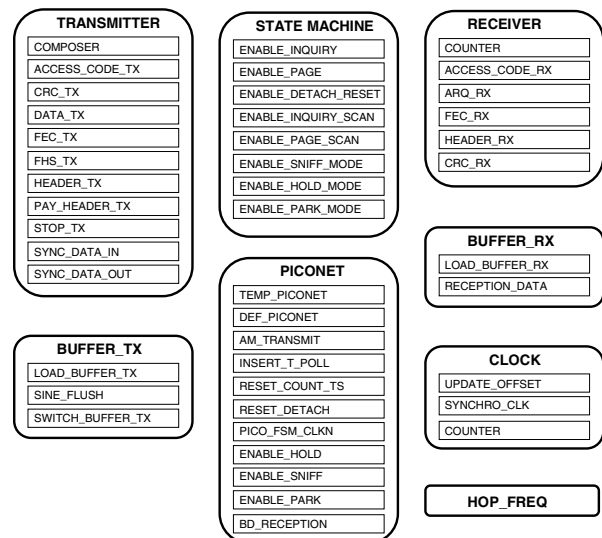 TRANSMITTER
COMPOSER
ACCESS_CODE_TX
CRC_TX
DATA_TX
FEC_TX
FHS_TX
HEADER_TX
PAY_HEADER_TX
STOP_TX
SYNC_DATA_IN
SYNC_DATA_OUT
BUFFER_TX
LOAD_BUFFER_TX
SINE_FLUSH
SWITCH_BUFFER_TX
STATE MACHINE
ENABLE_INQUIRY
ENABLE_PAGE
ENABLE_DETACH_RESET
ENABLE_INQUIRY_SCAN
ENABLE_PAGE_SCAN
ENABLE_SNIFF_MODE
ENABLE_HOLD_MODE
ENABLE_PARK_MODE
PICONET
TEMP_PICONET
DEF_PICONET
AM_TRANSMIT
INSERT_T_POLL
RESET_COUNT_TS
RESET_DETACH
PICO_FSM_CLKN
ENABLE_HOLD
ENABLE_SNIFF
ENABLE_PARK
BD_RECEPTION
RECEIVER
COUNTER
ACCESS_CODE_RX
ARQ_RX
FEC_RX
HEADER_RX
CRC_RX
BUFFER_RX
LOAD_BUFFER_RX
RECEPTION_DATA
CLOCK
UPDATE_OFFSET
SYNCHRO_CLK
COUNTER
HOP_FREQ